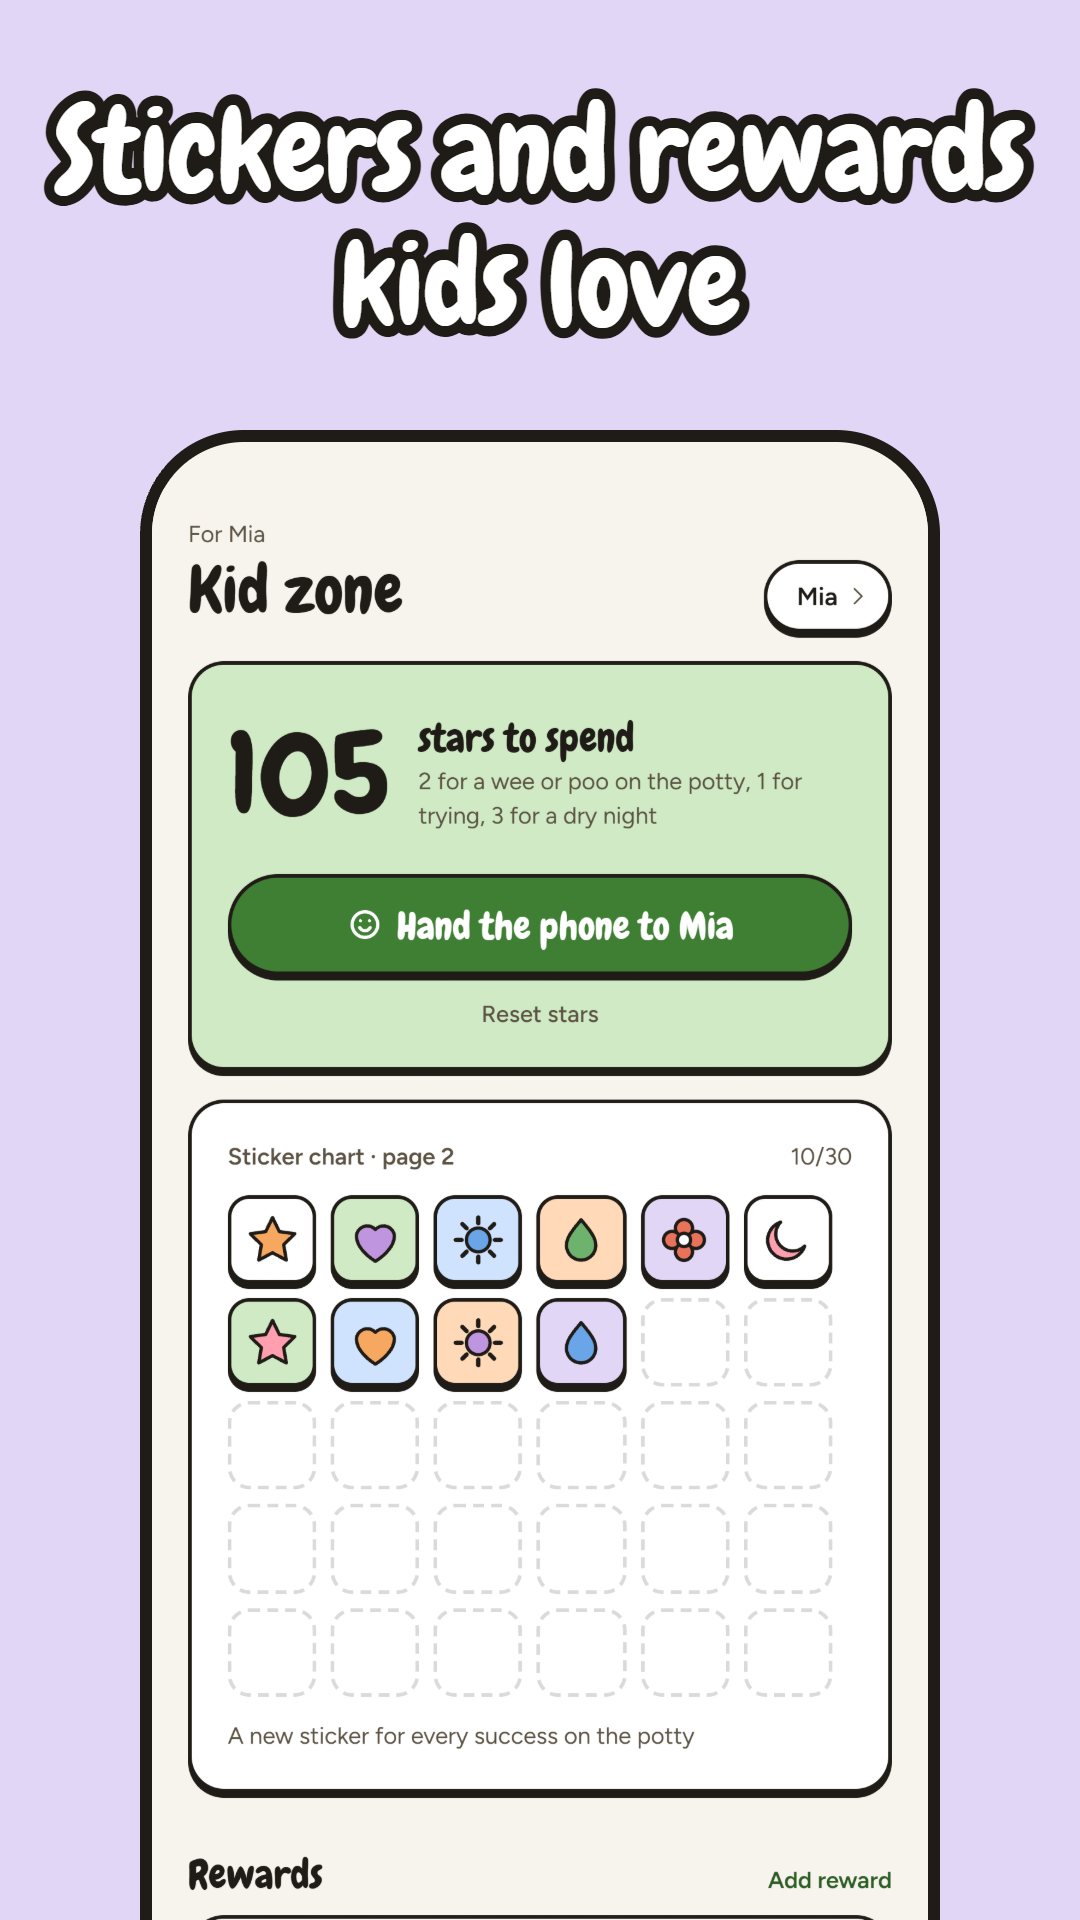 Stickers and rewards
kids love
For Mia
Kid zone
Mia
105
stars to spend
2 for a wee or poo on the potty, 1 for
trying, 3 for a dry night
Hand the phone to Mia
Reset stars
Sticker chart · page 2
10/30
A new sticker for every success on the potty
Rewards
Add reward